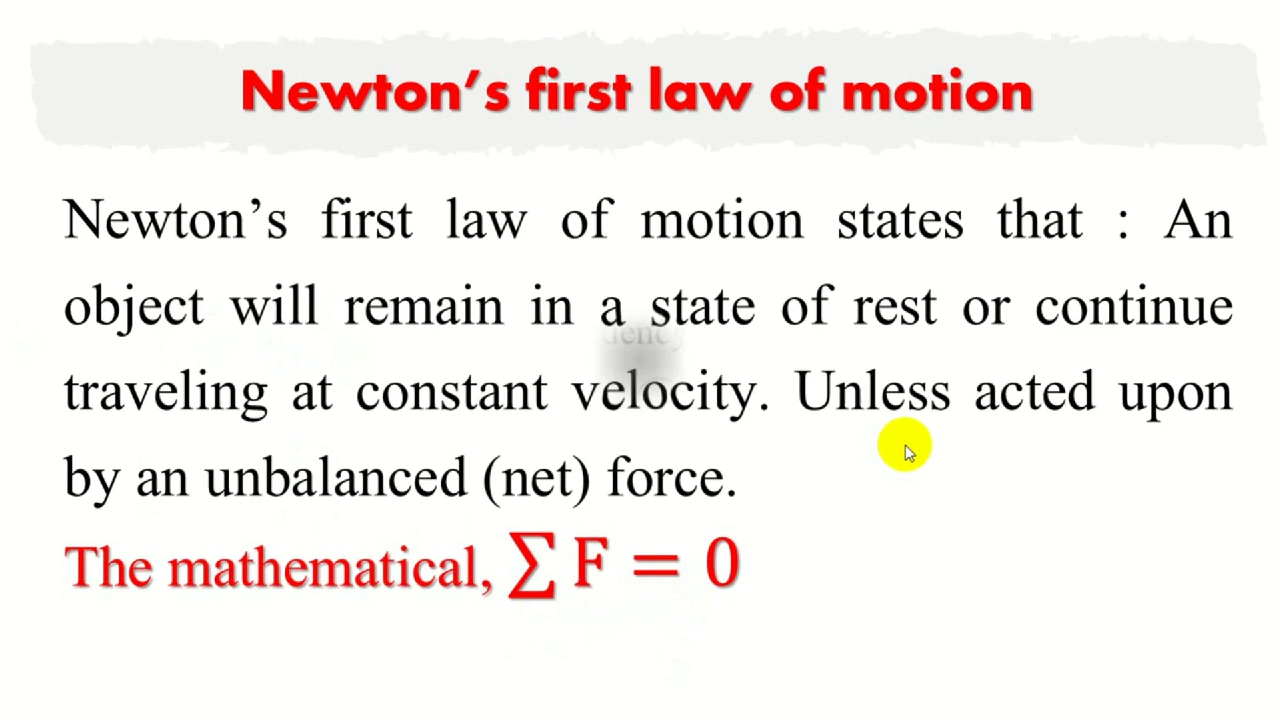 Newton's first law of motion
Newton's first law of motion states that : An
object will remain in a state of rest or continue
traveling at constant velocity. Unless acted upon
by an unbalanced (net) force.
The mathematical, ∑ F = 0